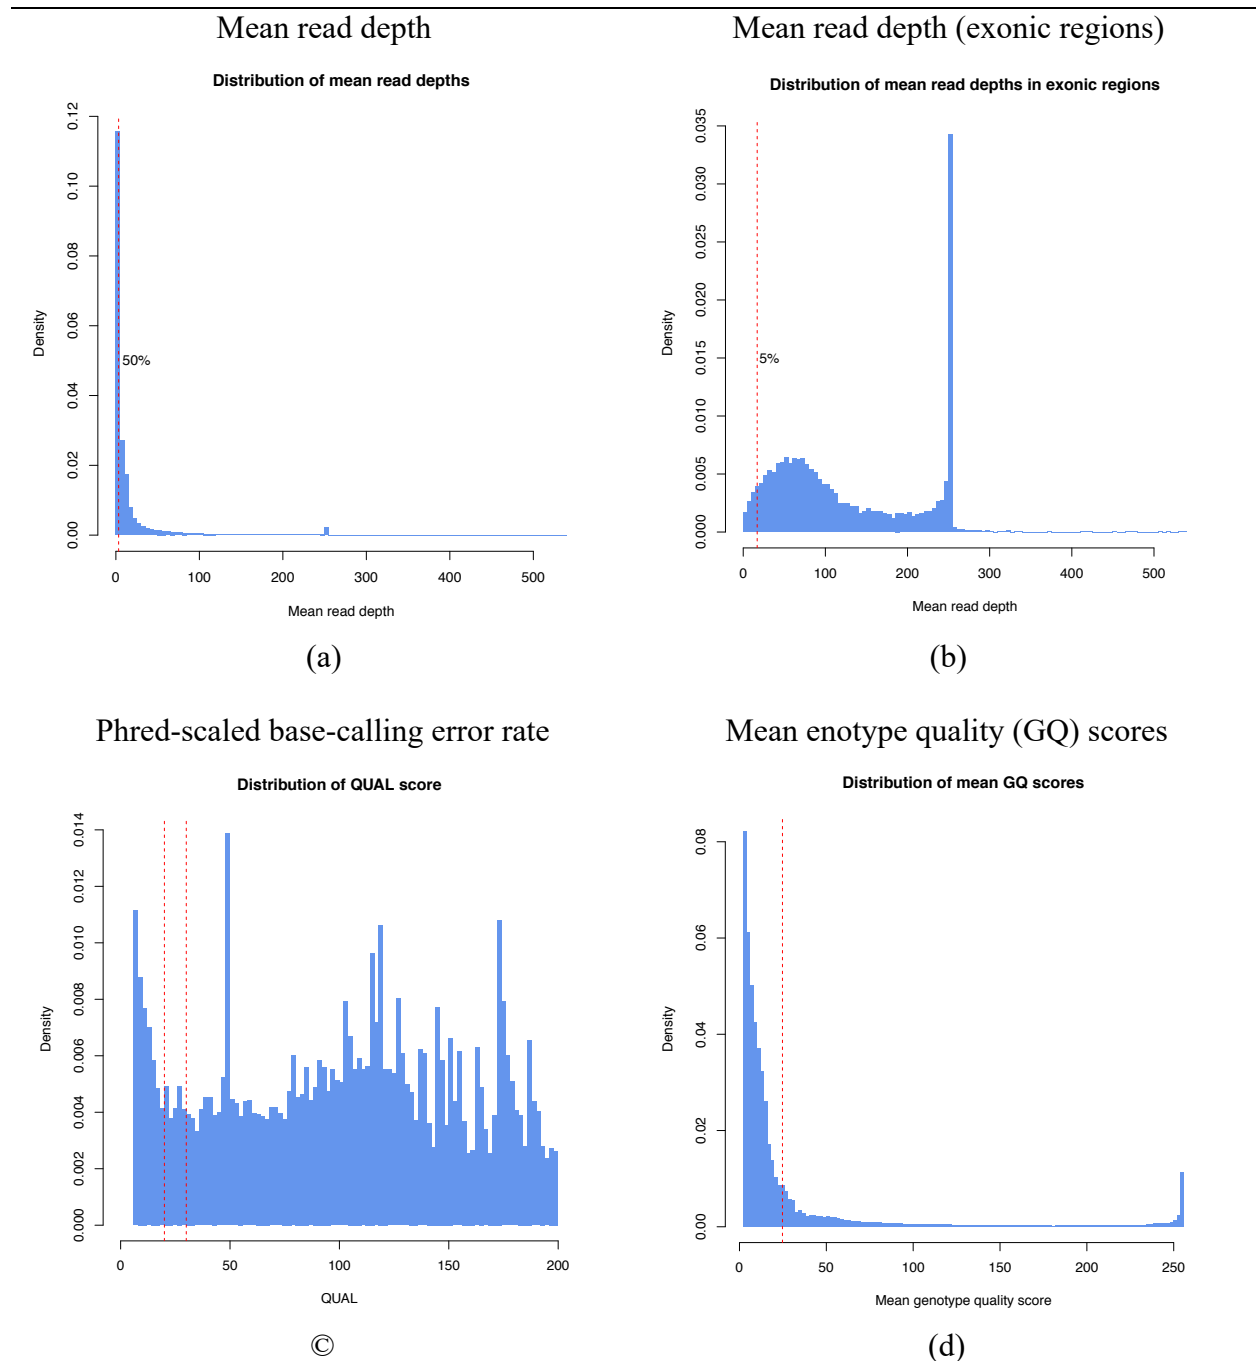 Mean read depth
Distribution of mean read depths
Density
0.00 0.02 0.04 0.06 0.08 0.10 0.12
50%
0 100 200 300 400 500
Mean read depth
(a)
Mean read depth (exonic regions)
Distribution of mean read depths in exonic regions
Density
0.000 0.005 0.010 0.015 0.020 0.025 0.030 0.035
5%
0 100 200 300 400 500
Mean read depth
(b)
Phred-scaled base-calling error rate
Distribution of QUAL score
Density
0.000 0.002 0.004 0.006 0.008 0.010 0.012 0.014
0 50 100 150 200
QUAL
©
Mean enotype quality (GQ) scores
Distribution of mean GQ scores
Density
0.00 0.02 0.04 0.06 0.08
0 50 100 150 200 250
Mean genotype quality score
(d)